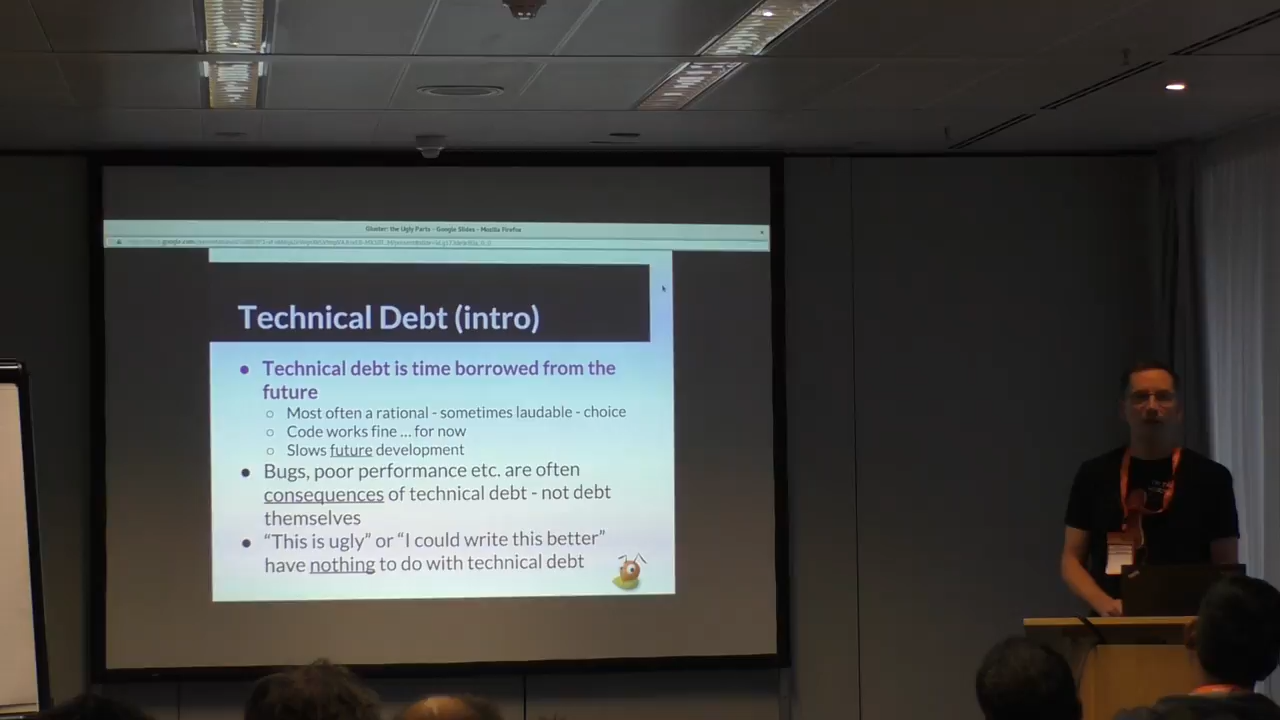 Gluster: the Ugly Parts - Google Slides - Mozilla Firefox
Technical Debt (intro)
● Technical debt is time borrowed from the
future
○ Most often a rational - sometimes laudable - choice
○ Code works fine ... for now
○ Slows future development
● Bugs, poor performance etc. are often
consequences of technical debt - not debt
themselves
● “This is ugly” or “I could write this better”
have nothing to do with technical debt